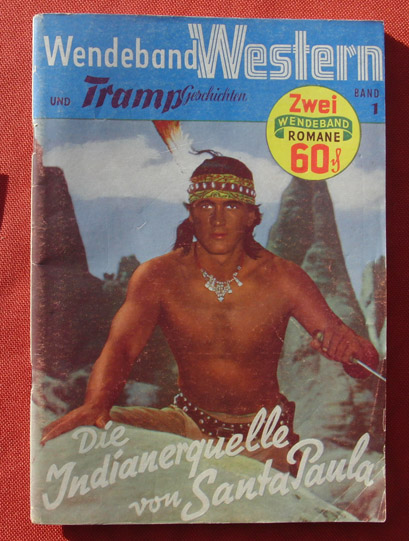 Wendeband Western
UND Tramp Geschichten BAND
1
Zwei
WENDEBAND
ROMANE
60₰
Die
Indianerquelle
von Santa Paula